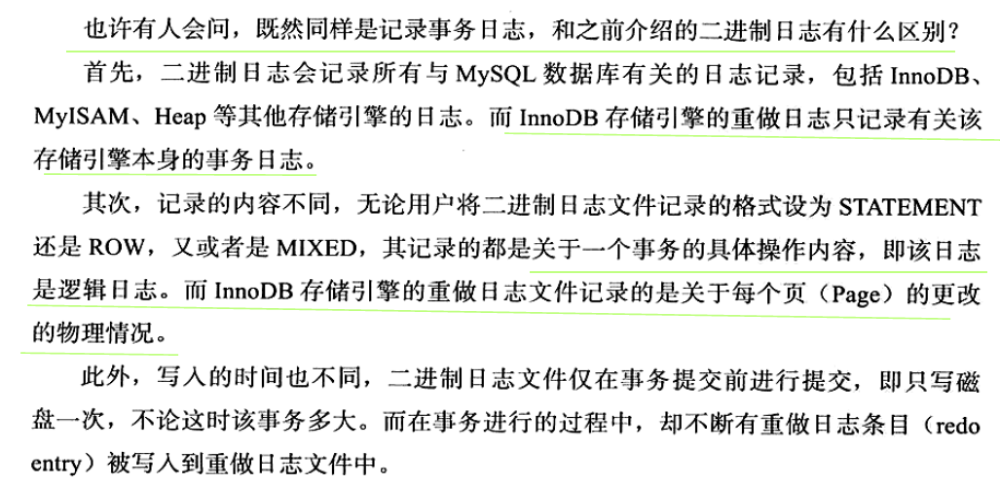 也许有人会问，既然同样是记录事务日志，和之前介绍的二进制日志有什么区别？
首先，二进制日志会记录所有与 MySQL 数据库有关的日志记录，包括 InnoDB、
MyISAM、Heap 等其他存储引擎的日志。而 InnoDB 存储引擎的重做日志只记录有关该
存储引擎本身的事务日志。
其次，记录的内容不同，无论用户将二进制日志文件记录的格式设为 STATEMENT
还是 ROW，又或者是 MIXED，其记录的都是关于一个事务的具体操作内容，即该日志
是逻辑日志。而 InnoDB 存储引擎的重做日志文件记录的是关于每个页（Page）的更改
的物理情况。
此外，写入的时间也不同，二进制日志文件仅在事务提交前进行提交，即只写磁
盘一次，不论这时该事务多大。而在事务进行的过程中，却不断有重做日志条目（redo
entry）被写入到重做日志文件中。